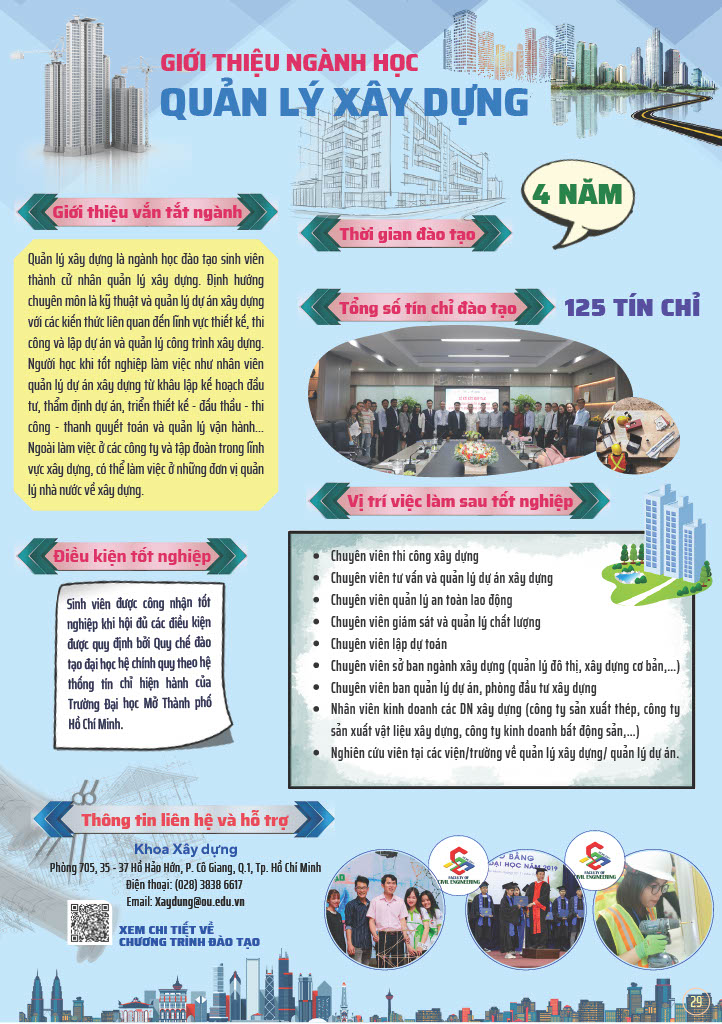 GIỚI THIỆU NGÀNH HỌC
QUẢN LÝ XÂY DỰNG
Giới thiệu vắn tắt ngành
Quản lý xây dựng là ngành học đào tạo sinh viên
thành cử nhân quản lý xây dựng. Định hướng
chuyên môn là kỹ thuật và quản lý dự án xây dựng
với các kiến thức liên quan đến lĩnh vực thiết kế, thi
công và lập dự án và quản lý công trình xây dựng.
Người học khi tốt nghiệp làm việc như nhân viên
quản lý dự án xây dựng từ khâu lập kế hoạch đầu
tư, thẩm định dự án, triển thiết kế - đấu thầu - thi
công - thanh quyết toán và quản lý vận hành...
Ngoài làm việc ở các công ty và tập đoàn trong lĩnh
vực xây dựng, có thể làm việc ở những đơn vị quản
lý nhà nước về xây dựng.
Điều kiện tốt nghiệp
Sinh viên được công nhận tốt
nghiệp khi hội đủ các điều kiện
được quy định bởi Quy chế đào
tạo đại học hệ chính quy theo hệ
thống tín chỉ hiện hành của
Trường Đại học Mở Thành phố
Hồ Chí Minh.
Thời gian đào tạo
4 NĂM
Tổng số tín chỉ đào tạo
125 TÍN CHỈ
Vị trí việc làm sau tốt nghiệp
• Chuyên viên thi công xây dựng
• Chuyên viên tư vấn và quản lý dự án xây dựng
• Chuyên viên quản lý an toàn lao động
• Chuyên viên giám sát và quản lý chất lượng
• Chuyên viên lập dự toán
• Chuyên viên sở ban ngành xây dựng (quản lý đô thị, xây dựng cơ bản,...)
• Chuyên viên ban quản lý dự án, phòng đầu tư xây dựng
• Nhân viên kinh doanh các DN xây dựng (công ty sản xuất thép, công ty
sản xuất vật liệu xây dựng, công ty kinh doanh bất động sản,...)
• Nghiên cứu viên tại các viện/trường về quản lý xây dựng/ quản lý dự án.
Thông tin liên hệ và hỗ trợ
Khoa Xây dựng
Phòng 705, 35 - 37 Hồ Hảo Hớn, P. Cô Giang, Q.1, Tp. Hồ Chí Minh
Điện thoại: (028) 3838 6617
Email: Xaydung@ou.edu.vn
XEM CHI TIẾT VỀ
CHƯƠNG TRÌNH ĐÀO TẠO
FACULTY OF
CIVIL ENGINEERING
BẰNG
ĐẠI HỌC NĂM 2019
FACULTY OF
CIVIL ENGINEERING
29